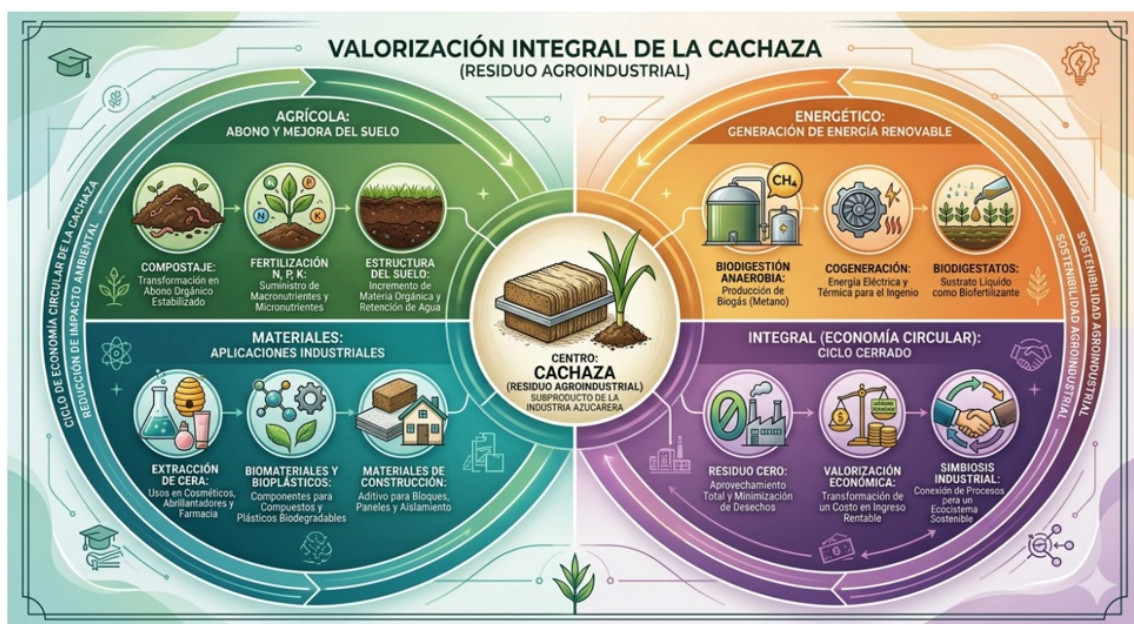 VALORIZACIÓN INTEGRAL DE LA CACHAZA
(RESIDUO AGROINDUSTRIAL)
CICLO DE ECONOMÍA CIRCULAR DE LA CACHAZA
REDUCCIÓN DE IMPACTO AMBIENTAL
AGRÍCOLA:
ABONO Y MEJORA DEL SUELO
N
P
K
COMPOSTAJE:
Transformación en
Abono Orgánico
Estabilizado
FERTILIZACIÓN
N, P, K:
Suministro de
Macronutrientes y
Micronutrientes
ESTRUCTURA
DEL SUELO:
Incremento de
Materia Orgánica y
Retención de Agua
ENERGÉTICO:
GENERACIÓN DE ENERGÍA RENOVABLE
CH₄
BIODIGESTIÓN
ANAEROBIA:
Producción de
Biogás (Metano)
COGENERACIÓN:
Energía Eléctrica y
Térmica para el Ingenio
BIODIGESTATOS:
Sustrato Líquido
como Biofertilizante
SOSTENIBILIDAD AGROINDUSTRIAL
SOSTENIBILIDAD AGROINDUSTRIAL
CENTRO:
CACHAZA
(RESIDUO AGROINDUSTRIAL)
SUBPRODUCTO DE LA
INDUSTRIA AZUCARERA
MATERIALES:
APLICACIONES INDUSTRIALES
EXTRACCIÓN
DE CERA:
Usos en Cosméticos,
Abrillantadores y
Farmacia
BIOMATERIALES Y
BIOPLÁSTICOS:
Componentes para
Compuestos y
Plásticos Biodegradables
MATERIALES DE
CONSTRUCCIÓN:
Aditivo para Bloques,
Paneles y Aislamiento
INTEGRAL (ECONOMÍA CIRCULAR):
CICLO CERRADO
0
$
RESIDUO CERO:
Aprovechamiento
Total y Minimización
de Desechos
VALORIZACIÓN
ECONÓMICA:
Transformación de
un Costo en Ingreso
Rentable
SIMBIOSIS
INDUSTRIAL:
Conexión de Procesos
pera un
Ecocistema
Sostenible